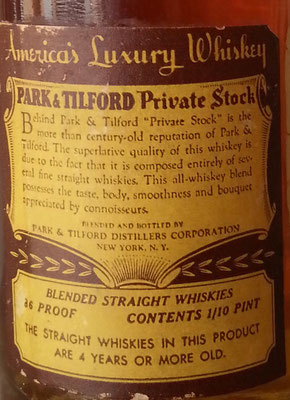 America's Luxury Whiskey
PARK & TILFORD Private Stock
Behind Park & Tilford "Private Stock" is the
more than century-old reputation of Park &
Tilford. The superlative quality of this whiskey is
due to the fact that it is composed entirely of sev-
eral fine straight whiskies. This all-whiskey blend
possesses the taste, body, smoothness and bouquet
appreciated by connoisseurs.
BLENDED AND BOTTLED BY
PARK & TILFORD DISTILLERS CORPORATION
NEW YORK, N. Y.
BLENDED STRAIGHT WHISKIES
86 PROOF CONTENTS 1/10 PINT
THE STRAIGHT WHISKIES IN THIS PRODUCT
ARE 4 YEARS OR MORE OLD.